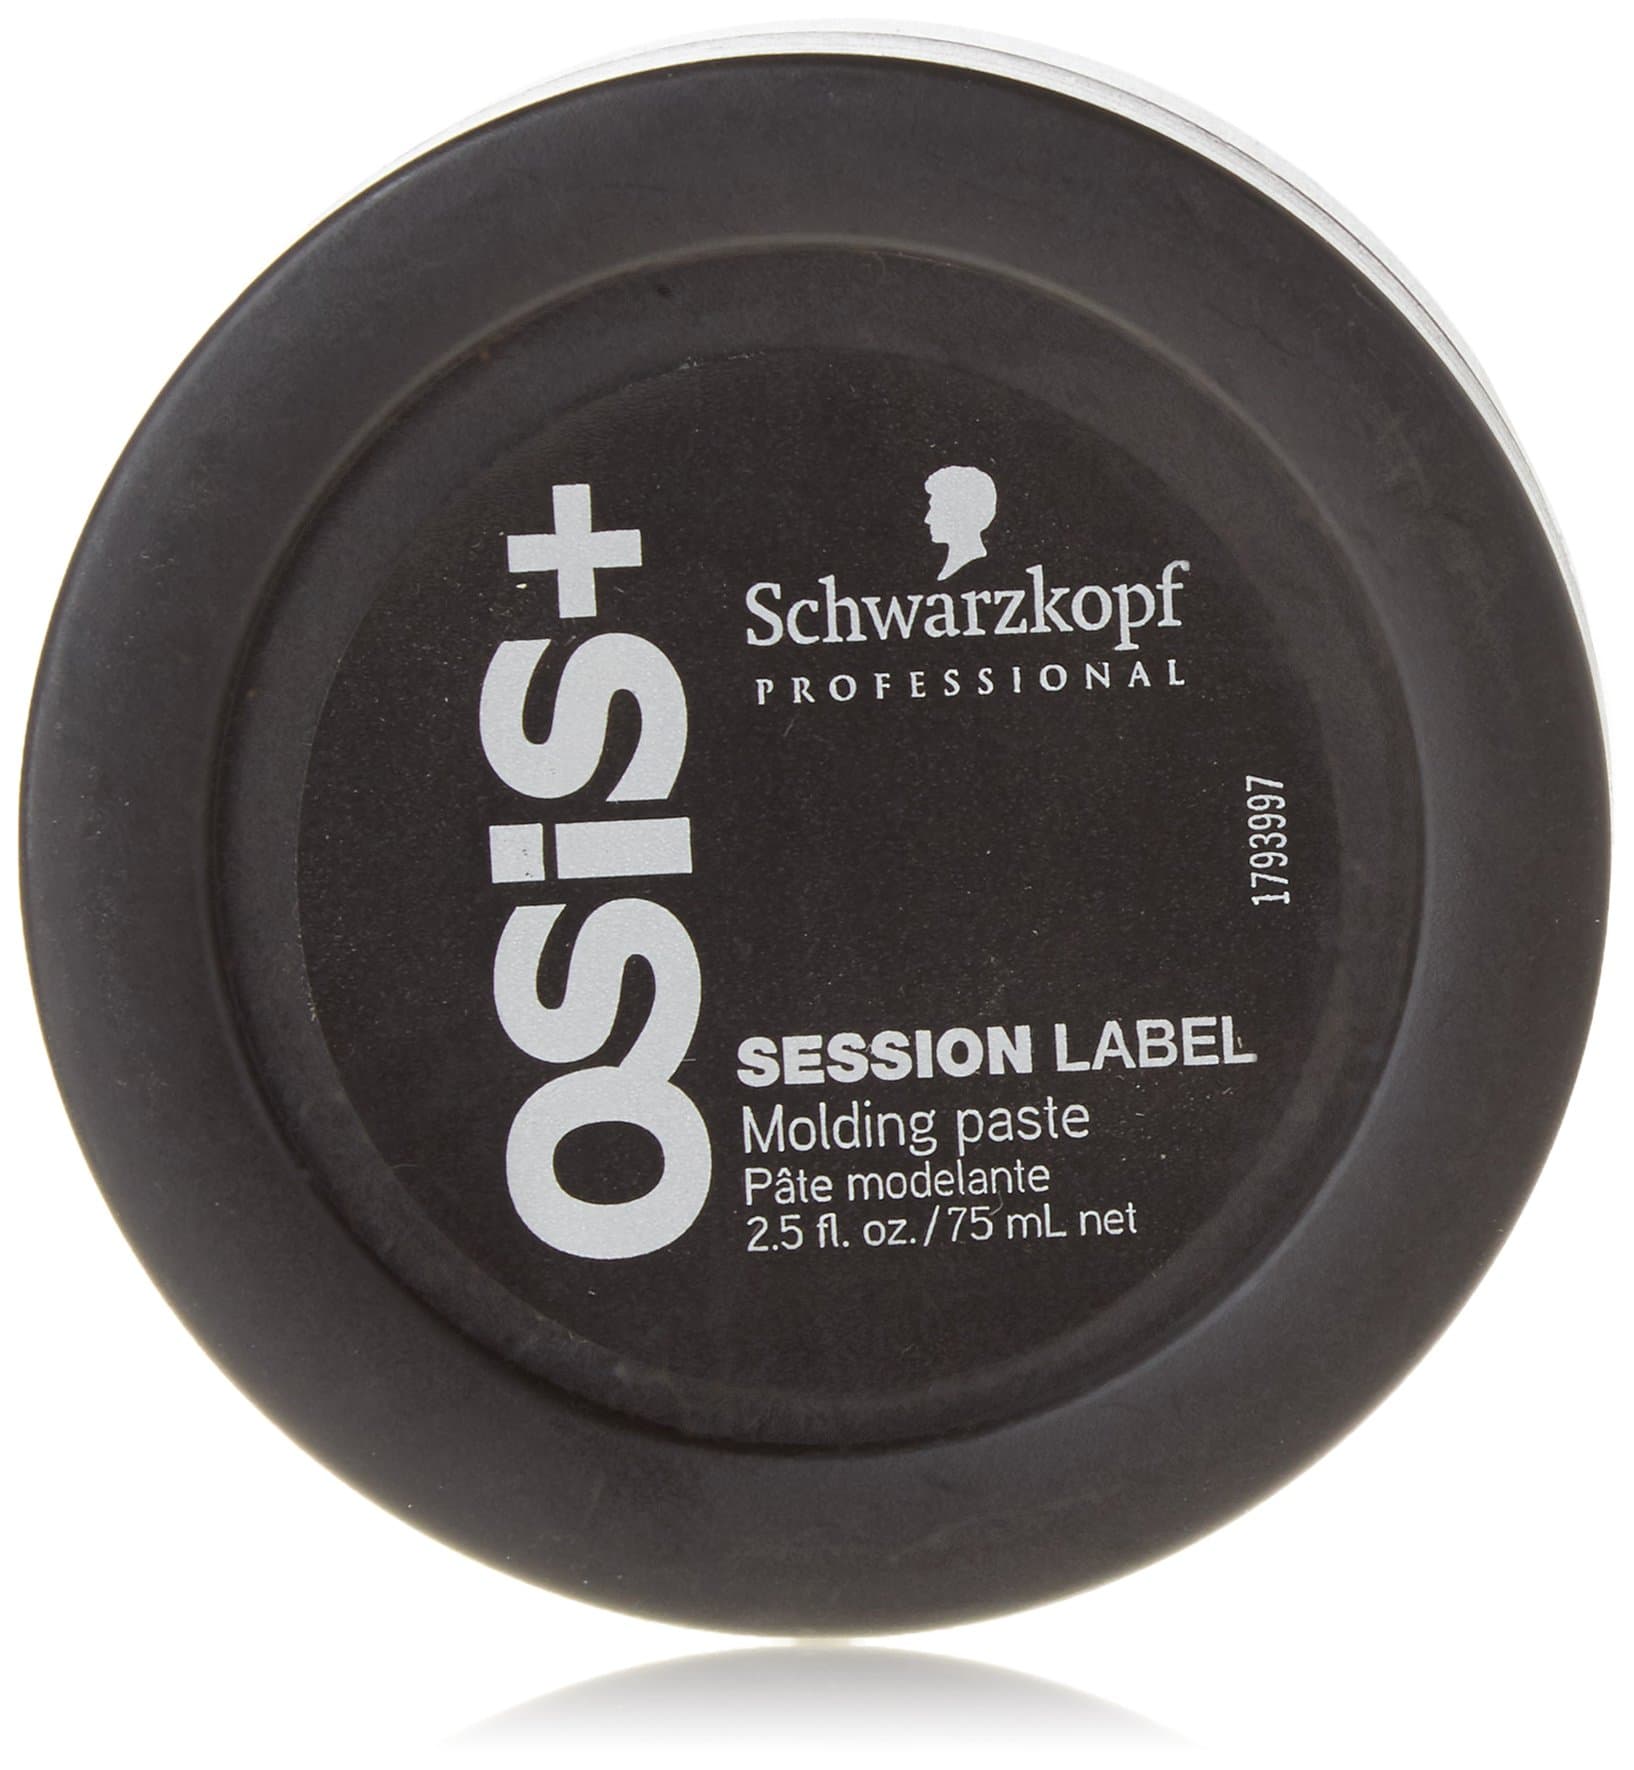 OSiS+
Schwarzkopf
PROFESSIONAL
1793997
SESSION LABEL
Molding paste
Pâte modelante
2.5 fl. oz./75 mL net